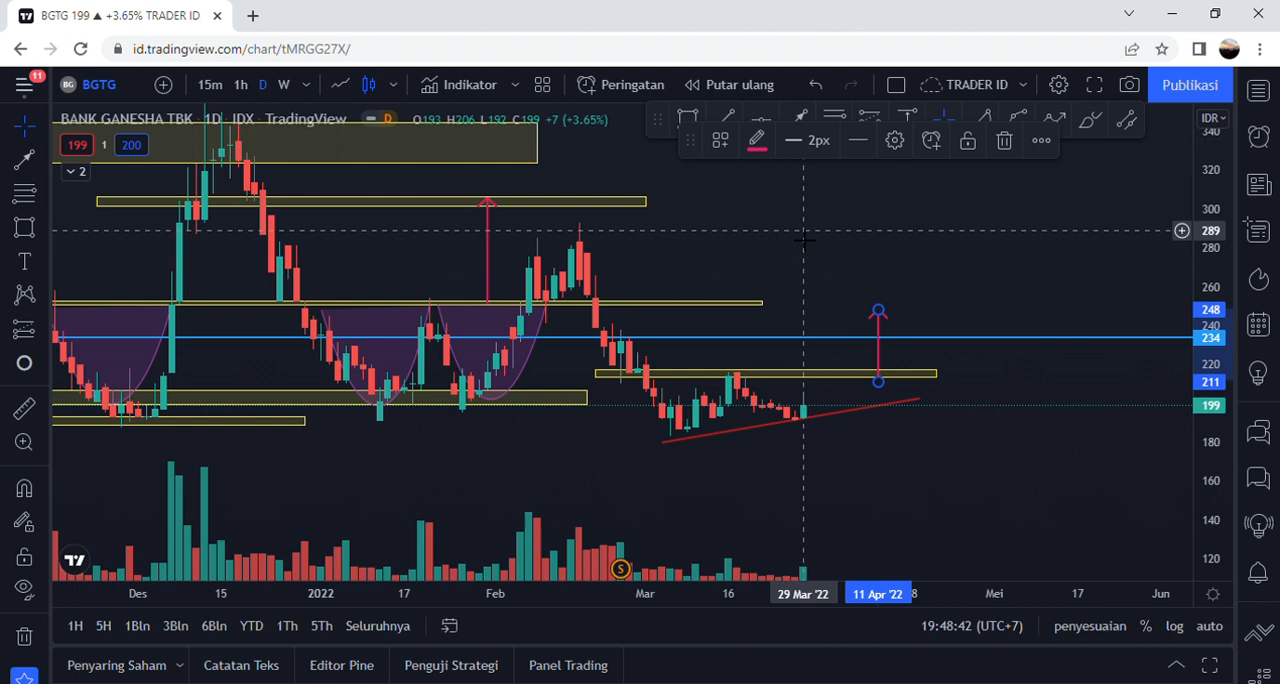 BGTG 199 ▲ +3.65% TRADER ID
id.tradingview.com/chart/tMRGG27X/
11
BG BGTG 15m 1h D W Indikator Peringatan Putar ulang TRADER ID Publikasi
BANK GANESHA TBK · 1D · IDX · TradingView D O193 H206 L192 C199 +7 (+3.65%) IDR
199 1 200 2px
2
340
320
300
289
280
260
248
240
234
220
211
199
180
160
140
120
S
Des 15 2022 17 Feb Mar 16 29 Mar '22 11 Apr '22 8 Mei 17 Jun
1H 5H 1Bln 3Bln 6Bln YTD 1Th 5Th Seluruhnya 19:48:42 (UTC+7) penyesuaian % log auto
Penyaring Saham Catatan Teks Editor Pine Penguji Strategi Panel Trading